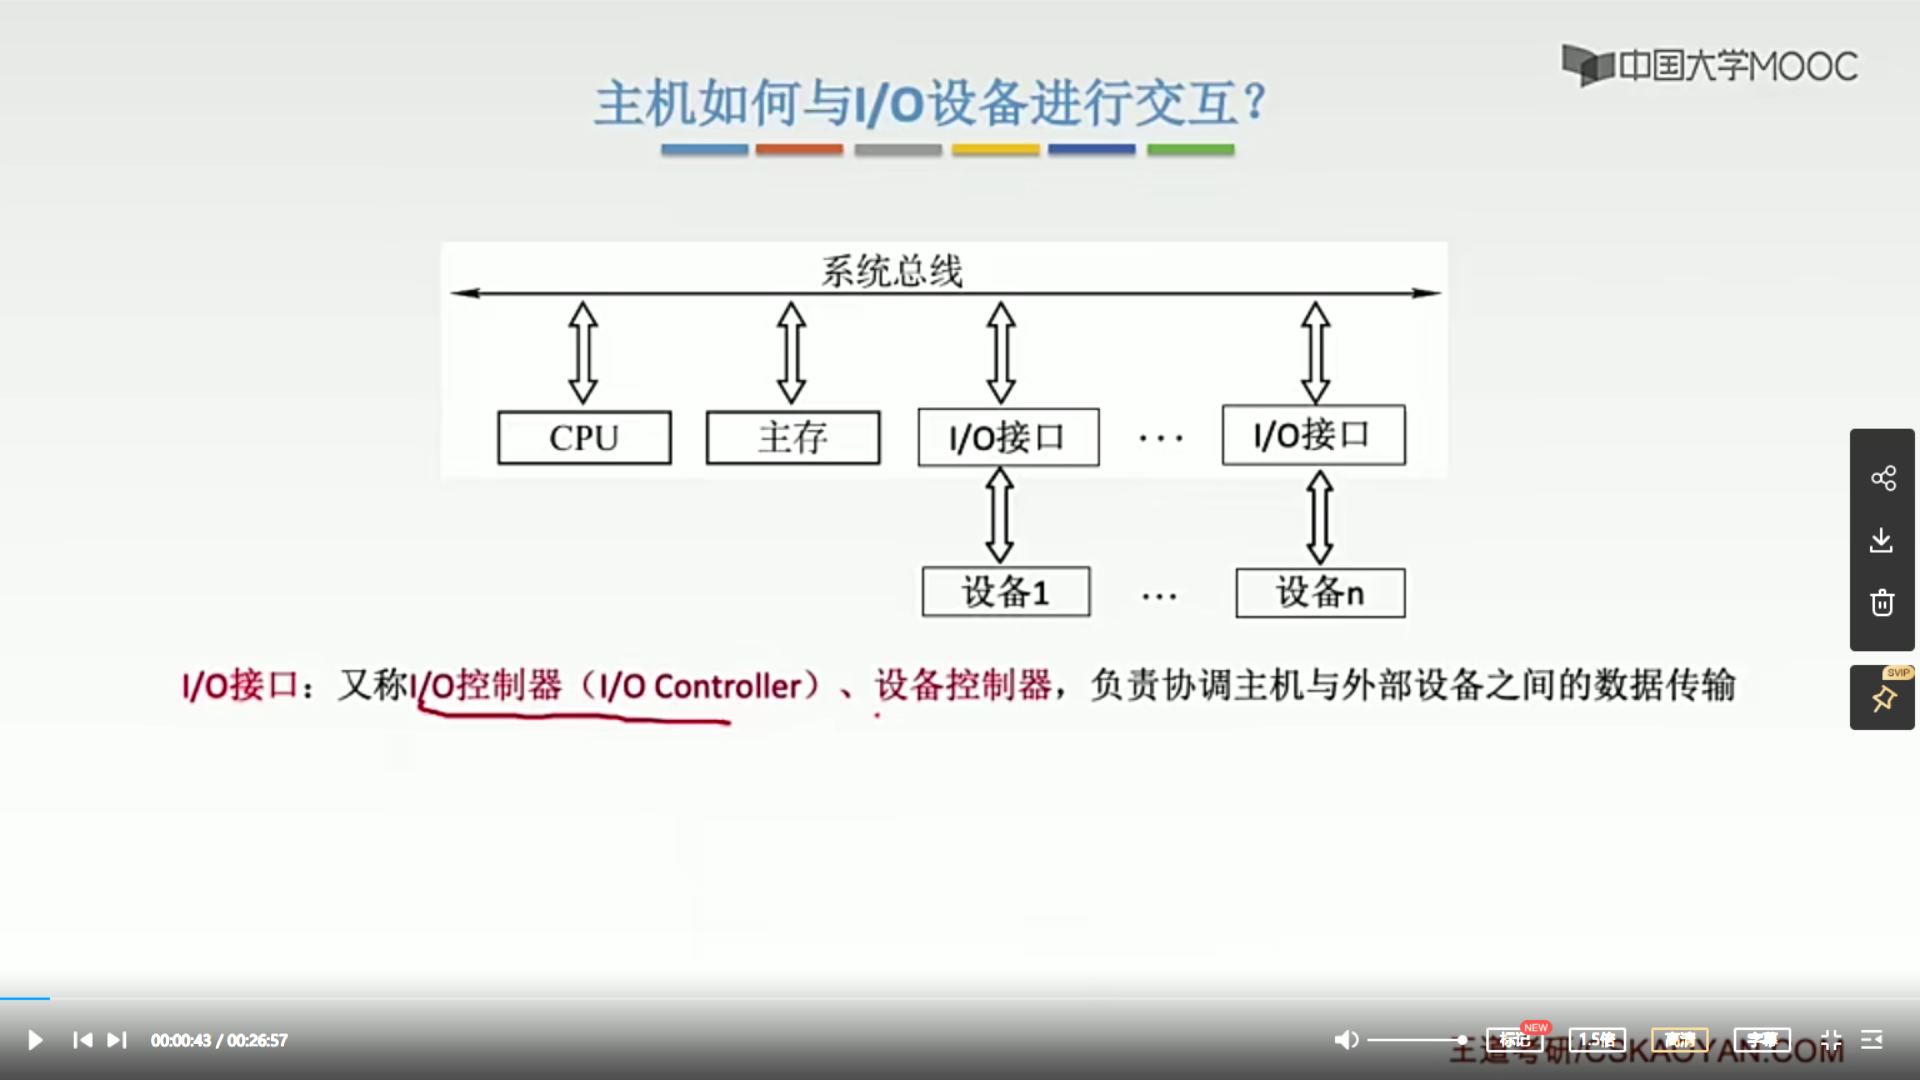 中国大学MOOC
主机如何与I/O设备进行交互？
系统总线
CPU 主存 I/O接口 ... I/O接口
设备1 ... 设备n
I/O接口：又称I/O控制器（I/O Controller）、设备控制器，负责协调主机与外部设备之间的数据传输
SVIP
NEW
00:00:43 / 00:26:57 标记 1.5倍 高清 字幕
王道考研/CSKAOYAN.COM